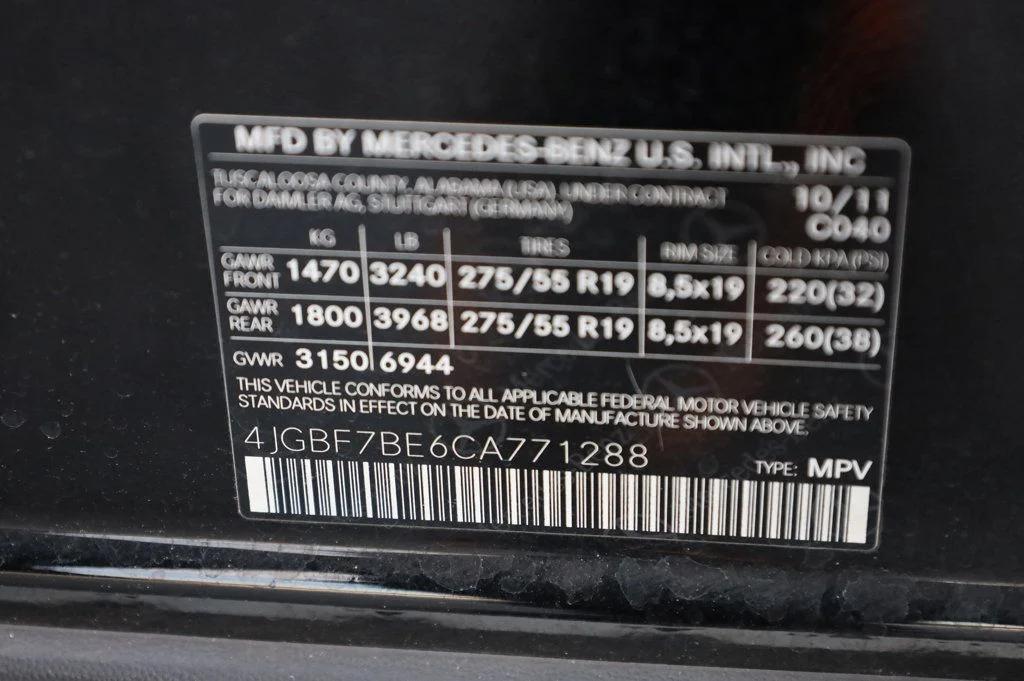 MFD BY MERCEDES-BENZ U.S. INTL., INC
TUSCALOOSA COUNTY, ALABAMA (USA), UNDER CONTRACT 10/11
FOR DAIMLER AG, STUTTGART (GERMANY) C040
KG LB TIRES RIM SIZE COLD KPA (PSI)
GAWR FRONT 1470 3240 275/55 R19 8,5x19 220(32)
GAWR REAR 1800 3968 275/55 R19 8,5x19 260(38)
GVWR 3150 6944
THIS VEHICLE CONFORMS TO ALL APPLICABLE FEDERAL MOTOR VEHICLE SAFETY
STANDARDS IN EFFECT ON THE DATE OF MANUFACTURE SHOWN ABOVE.
4JGBF7BE6CA771288 TYPE: MPV